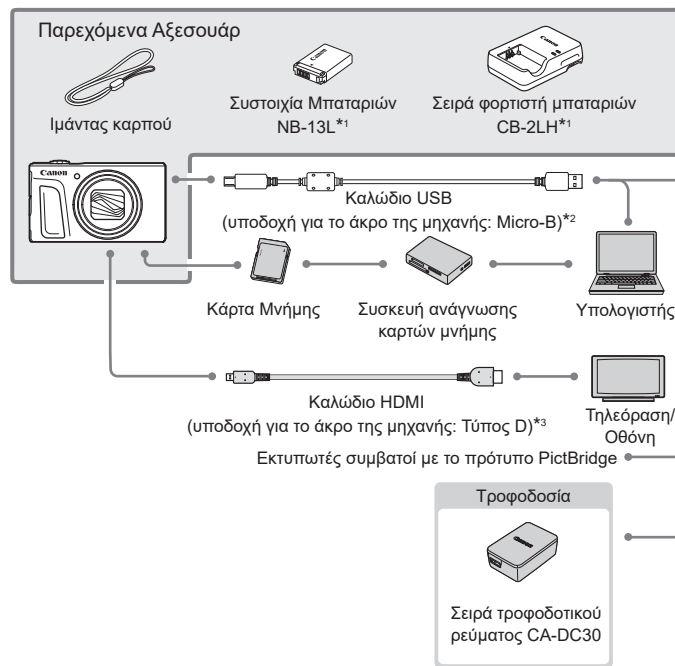 Παρεχόμενα Αξεσουάρ
Ιμάντας καρπού
Συστοιχία Μπαταριών
NB-13L*1
Σειρά φορτιστή μπαταριών
CB-2LH*1
Canon
Καλώδιο USB
(υποδοχή για το άκρο της μηχανής: Micro-B)*2
Κάρτα Μνήμης
Συσκευή ανάγνωσης
καρτών μνήμης
Υπολογιστής
Καλώδιο HDMI
(υποδοχή για το άκρο της μηχανής: Τύπος D)*3
Τηλεόραση/
Οθόνη
Εκτυπωτές συμβατοί με το πρότυπο PictBridge
Τροφοδοσία
Canon
Σειρά τροφοδοτικού
ρεύματος CA-DC30